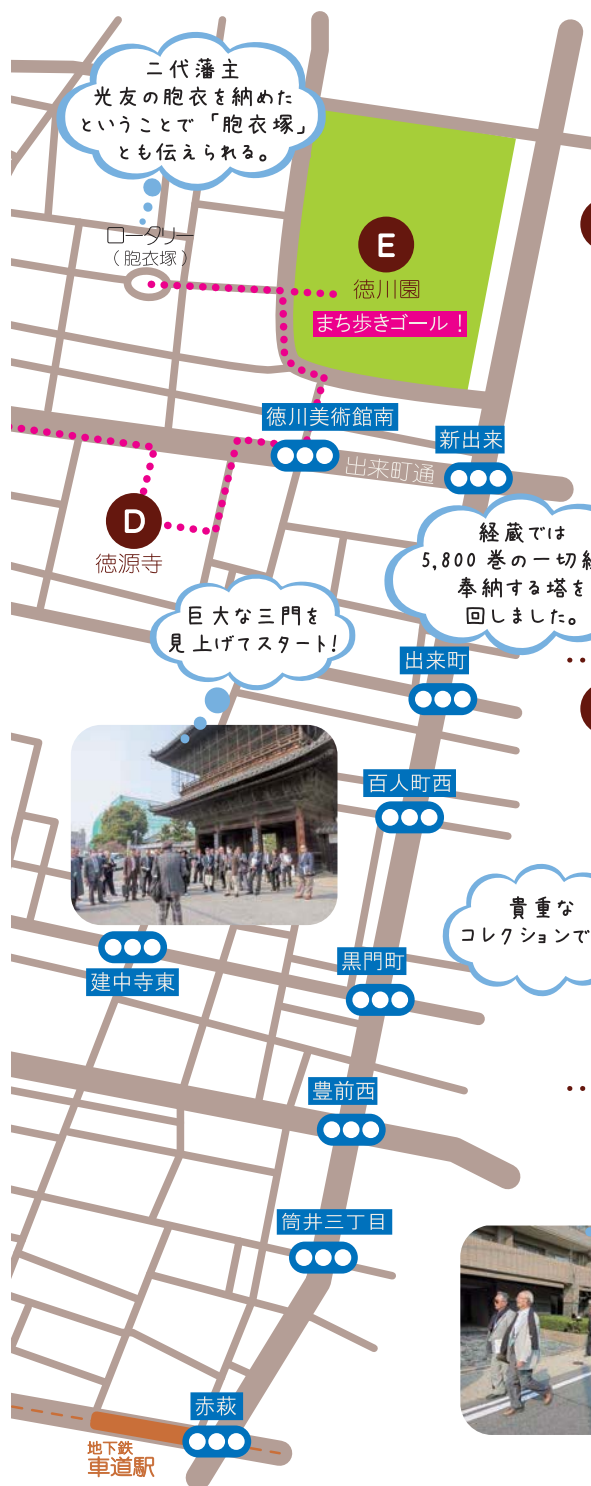 二代藩主
光友の胞衣を納めた
ということで「胞衣塚」
とも伝えられる。
ロータリー
（胞衣塚）
E
徳川園
まち歩きゴール！
徳川美術館南
新出来
出来町通
D
徳源寺
経蔵では
5,800 巻の一切
奉納する塔を
回しました。
巨大な三門を
見上げてスタート！
出来町
百人町西
貴重な
コレクションで
建中寺東
黒門町
豊前西
筒井三丁目
赤萩
地下鉄
車道駅